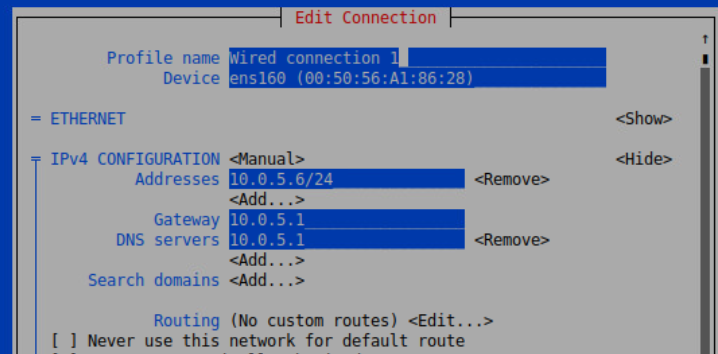 Edit Connection
Profile name Wired connection 1
Device ens160 (00:50:56:A1:86:28)
= ETHERNET <Show>
IPv4 CONFIGURATION <Manual> <Hide>
Addresses 10.0.5.6/24 <Remove>
<Add...>
Gateway 10.0.5.1
DNS servers 10.0.5.1 <Remove>
<Add...>
Search domains <Add...>
Routing (No custom routes) <Edit...>
[ ] Never use this network for default route